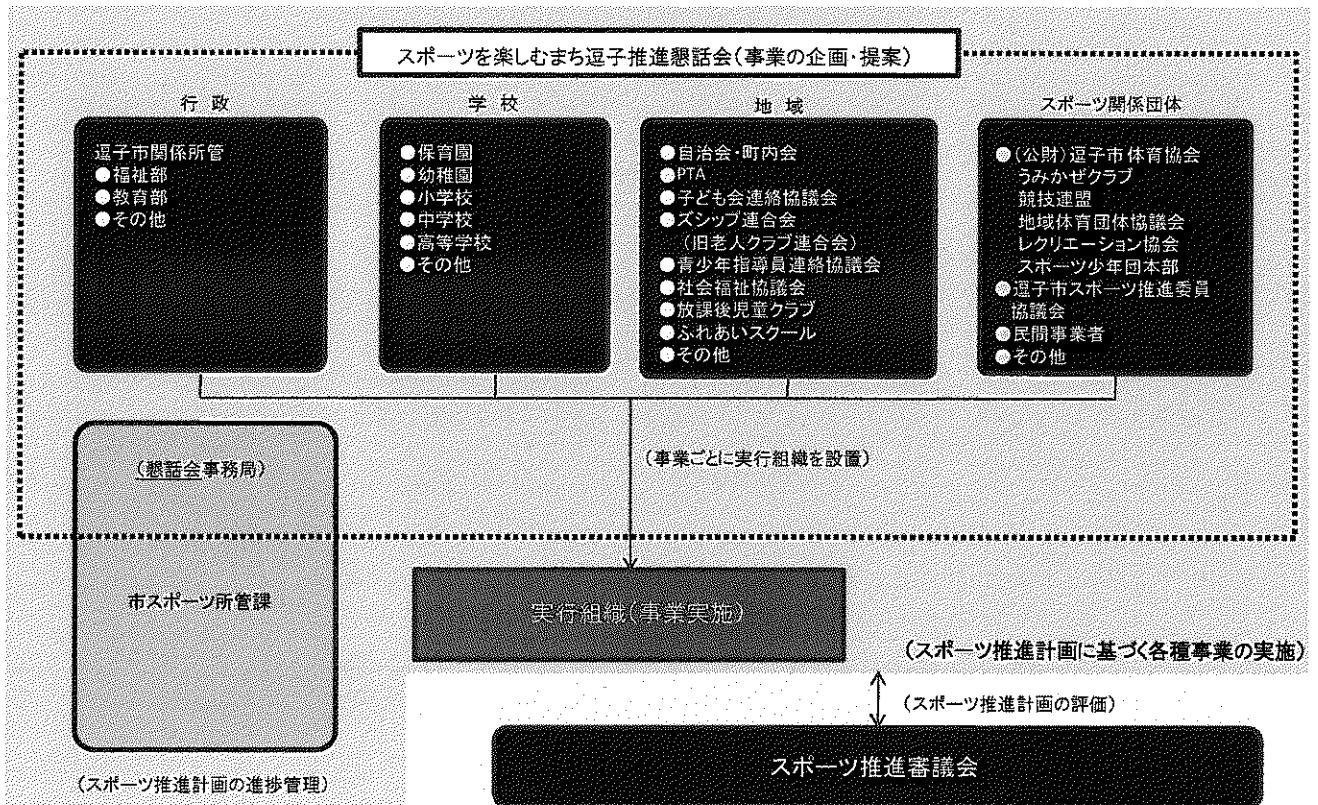 スポーツを楽しむまち逗子推進懇話会(事業の企画・提案)
行 政
逗子市関係所管
●福祉部
●教育部
●その他
学 校
●保育園
●幼稚園
●小学校
●中学校
●高等学校
●その他
地 域
●自治会・町内会
●PTA
●子ども会連絡協議会
●ズシップ連合会
(旧老人クラブ連合会)
●青少年指導員連絡協議会
●社会福祉協議会
●放課後児童クラブ
●ふれあいスクール
●その他
スポーツ関係団体
●(公財)逗子市体育協会
うみかぜクラブ
競技連盟
地域体育団体協議会
レクリエーション協会
スポーツ少年団本部
●逗子市スポーツ推進委員
協議会
●民間事業者
●その他
(懇話会事務局)
(事業ごとに実行組織を設置)
市スポーツ所管課
実行組織(事業実施)
(スポーツ推進計画に基づく各種事業の実施)
(スポーツ推進計画の評価)
スポーツ推進審議会
(スポーツ推進計画の進捗管理)